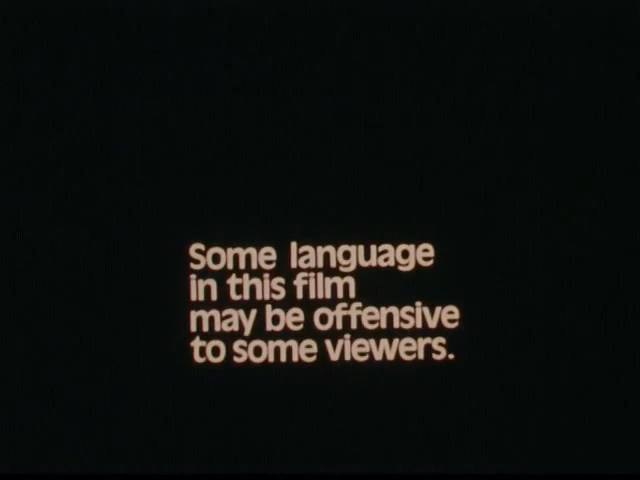 Some language
in this film
may be offensive
to some viewers.